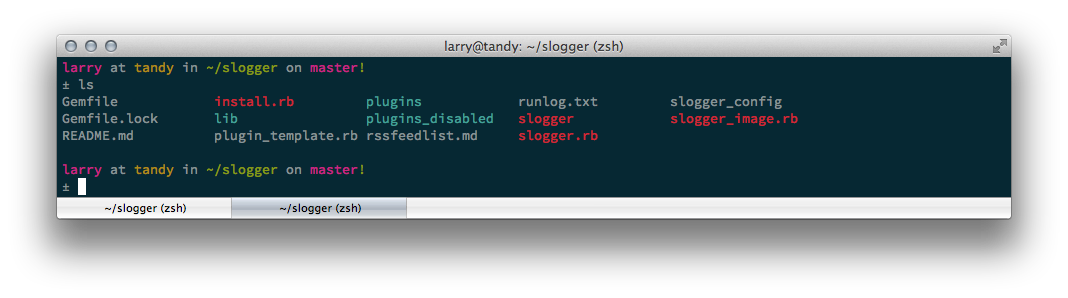 larry@tandy: ~/slogger (zsh)
larry at tandy in ~/slogger on master!
± ls
Gemfile install.rb plugins runlog.txt slogger_config
Gemfile.lock lib plugins_disabled slogger slogger_image.rb
README.md plugin_template.rb rssfeedlist.md slogger.rb
larry at tandy in ~/slogger on master!
±
~/slogger (zsh) ~/slogger (zsh)